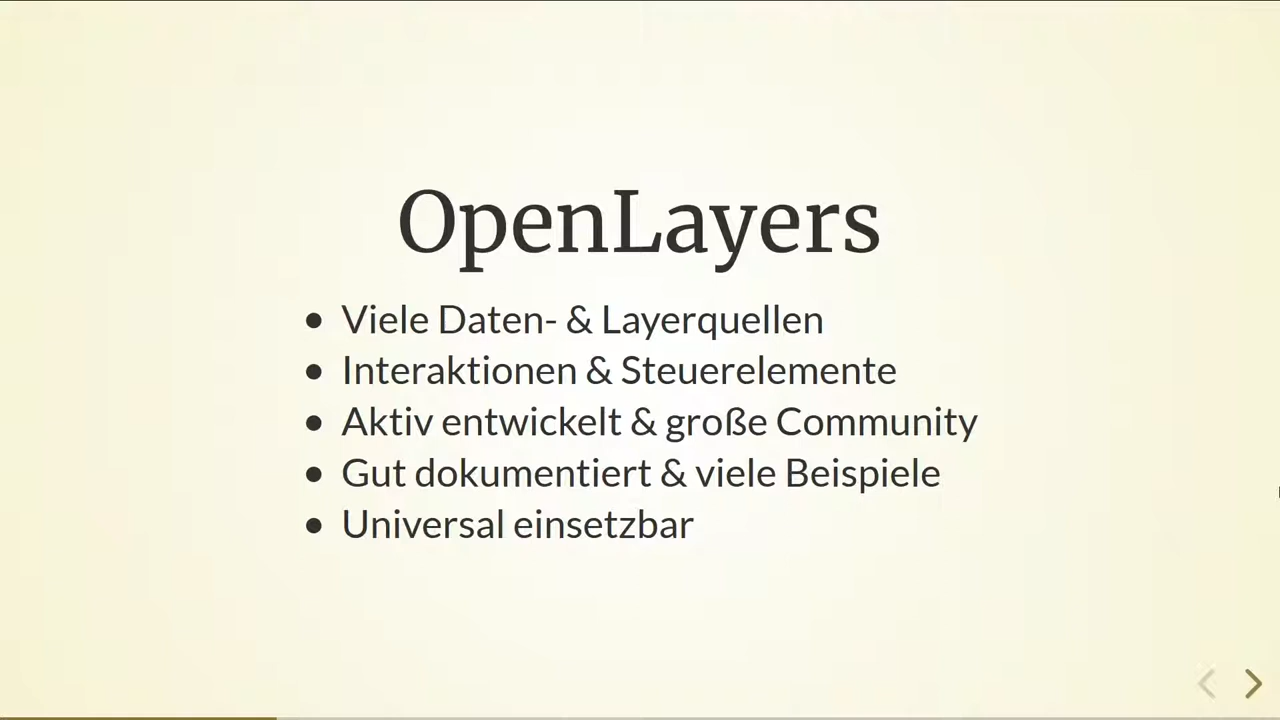 OpenLayers
• Viele Daten- & Layerquellen
• Interaktionen & Steuerelemente
• Aktiv entwickelt & große Community
• Gut dokumentiert & viele Beispiele
• Universal einsetzbar